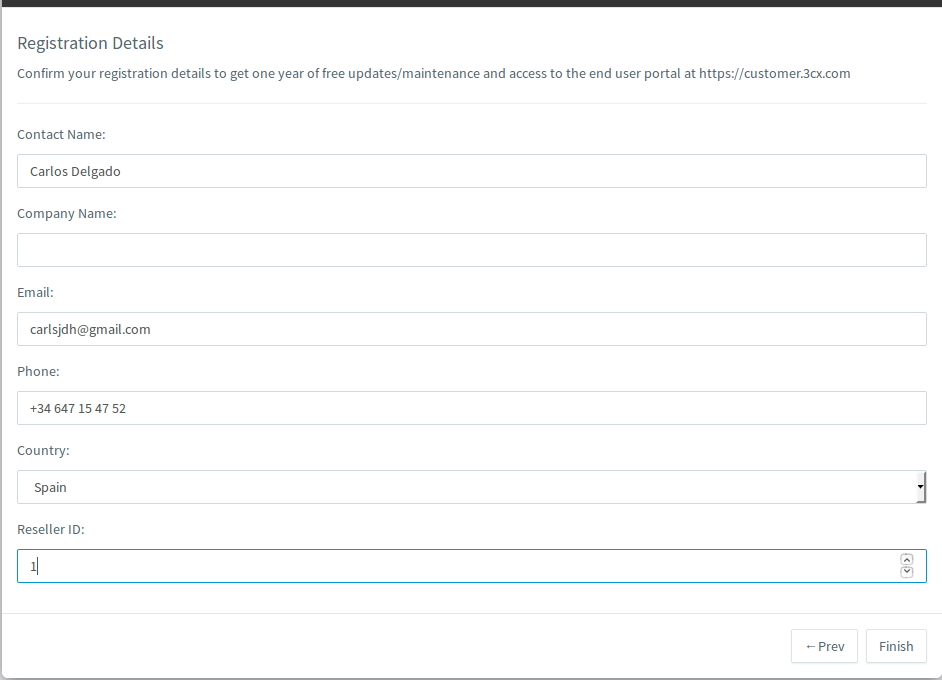 Registration Details
Confirm your registration details to get one year of free updates/maintenance and access to the end user portal at https://customer.3cx.com
Contact Name:
Carlos Delgado
Company Name:
Email:
carlsjdh@gmail.com
Phone:
+34 647 15 47 52
Country:
Spain
Reseller ID:
1
←Prev Finish